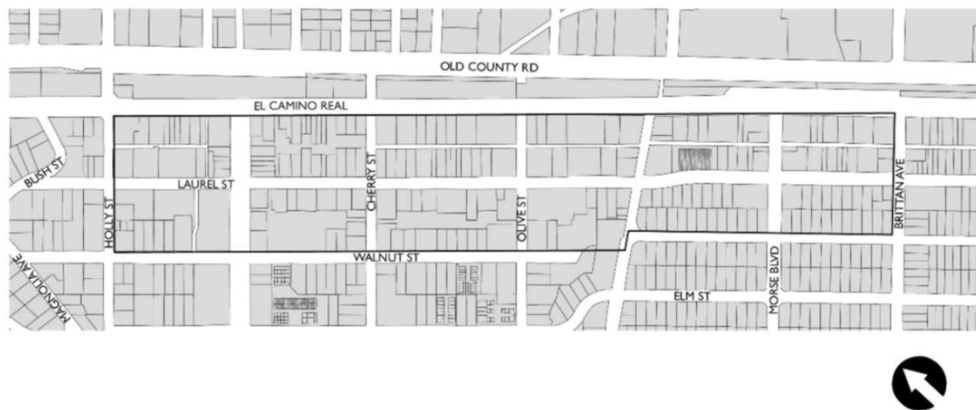 OLD COUNTY RD
EL CAMINO REAL
BUSH ST
LAUREL ST
CHERRY ST
HOLLY ST
OLIVE ST
BRITTAN AVE
WALNUT ST
MAGNOLIA AVE
MORSE BLVD
ELM ST